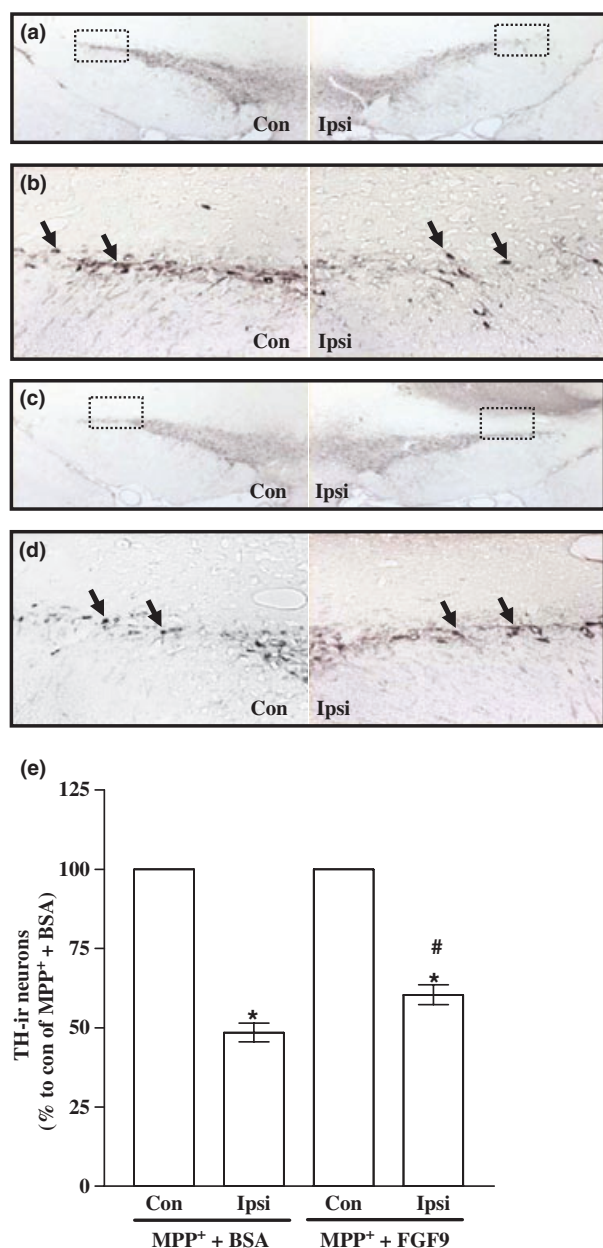 (a)
Con Ipsi
(b)
Con Ipsi
(c)
Con Ipsi
(d)
Con Ipsi
(e)
TH-ir neurons
(% to con of MPP⁺ + BSA)
125
100
75
50
25
0
*
#
*
Con Ipsi Con Ipsi
MPP⁺ + BSA MPP⁺ + FGF9